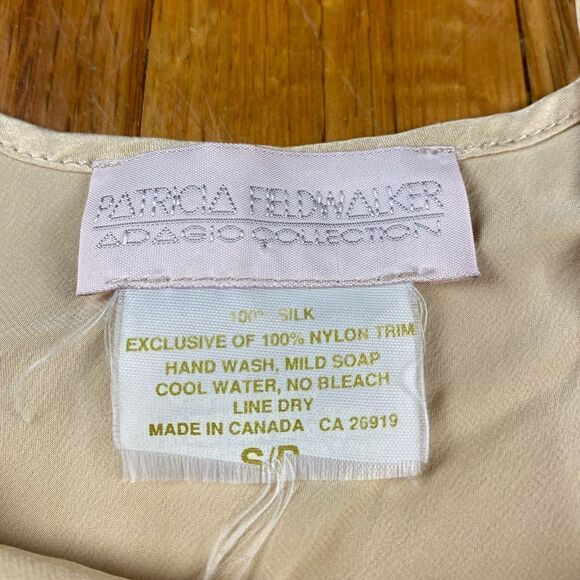 PATRICIA FIELDWALKER
ADAGIO COLLECTION
100% SILK
EXCLUSIVE OF 100% NYLON TRIM
HAND WASH, MILD SOAP
COOL WATER, NO BLEACH
LINE DRY
MADE IN CANADA CA 26919
S/P